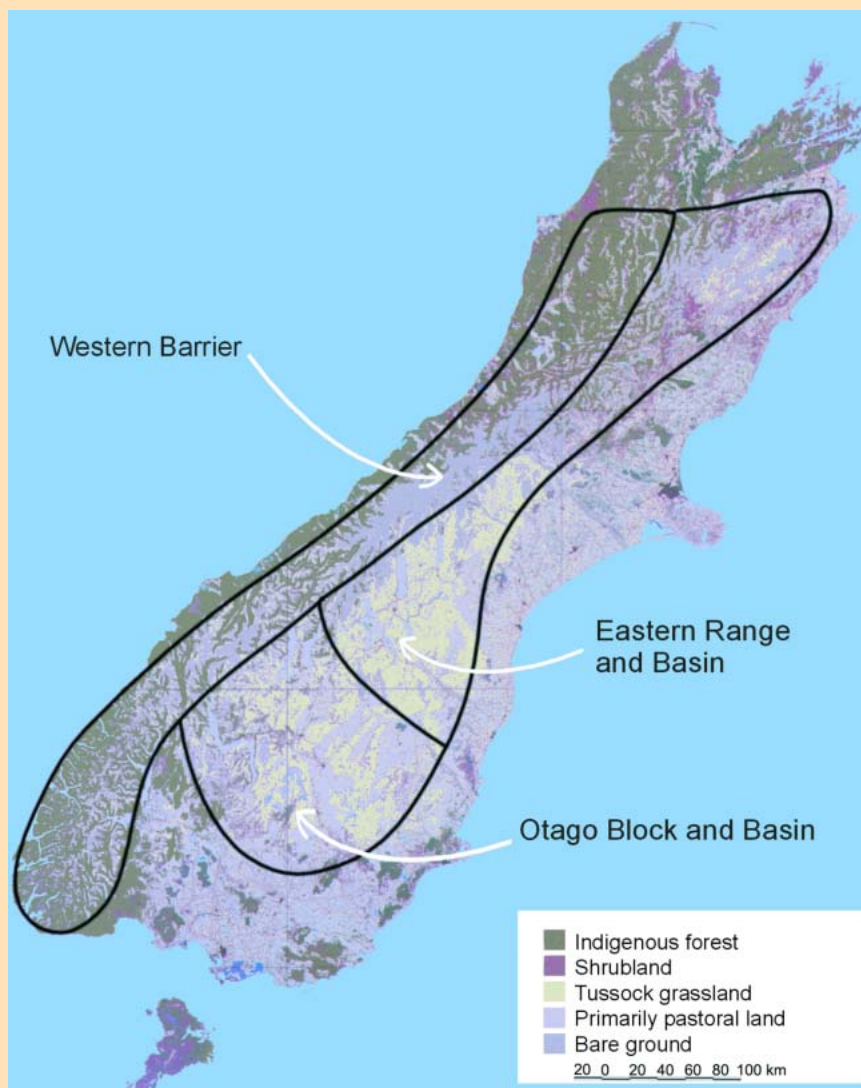 Western Barrier
Eastern Range
and Basin
Otago Block and Basin
Indigenous forest
Shrubland
Tussock grassland
Primarily pastoral land
Bare ground
20 0 20 40 60 80 100 km